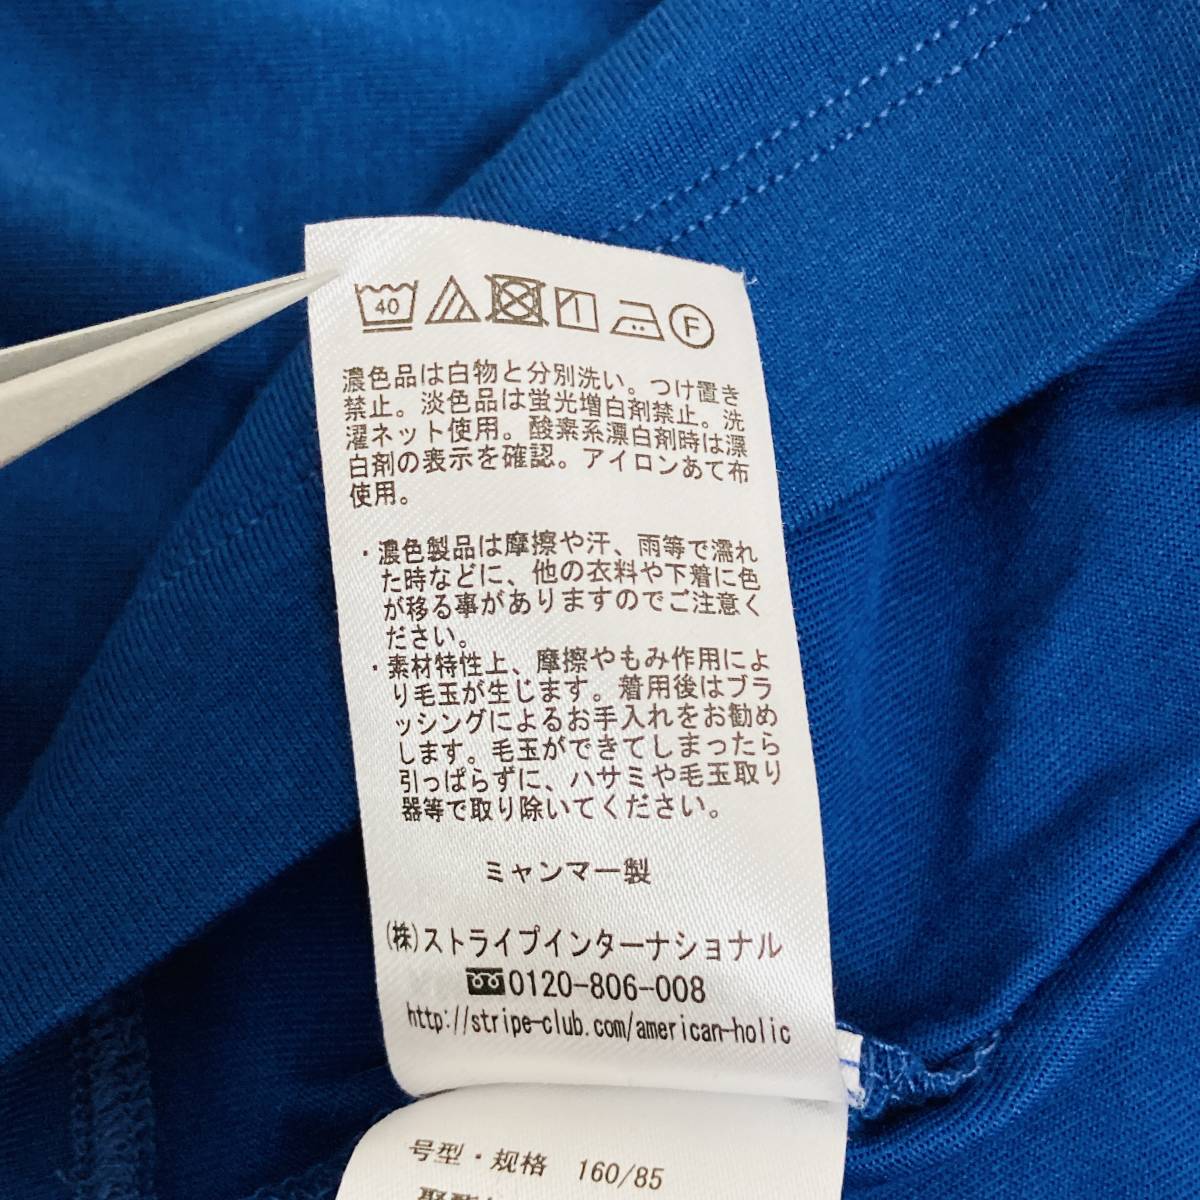 40 F
濃色品は白物と分別洗い。つけ置き
禁止。淡色品は蛍光増白剤禁止。洗
濯ネット使用。酸素系漂白剤時は漂
白剤の表示を確認。アイロンあて布
使用。
・濃色製品は摩擦や汗、雨等で濡れ
た時などに、他の衣料や下着に色
が移る事がありますのでご注意く
ださい。
・素材特性上、摩擦やもみ作用によ
り毛玉が生じます。着用後はブラ
ッシングによるお手入れをお勧め
します。毛玉ができてしまったら
引っぱらずに、ハサミや毛玉取り
器等で取り除いてください。
ミャンマー製
(株)ストライプインターナショナル
0120-806-008
http://stripe-club.com/american-holic
号型・规格 160/85